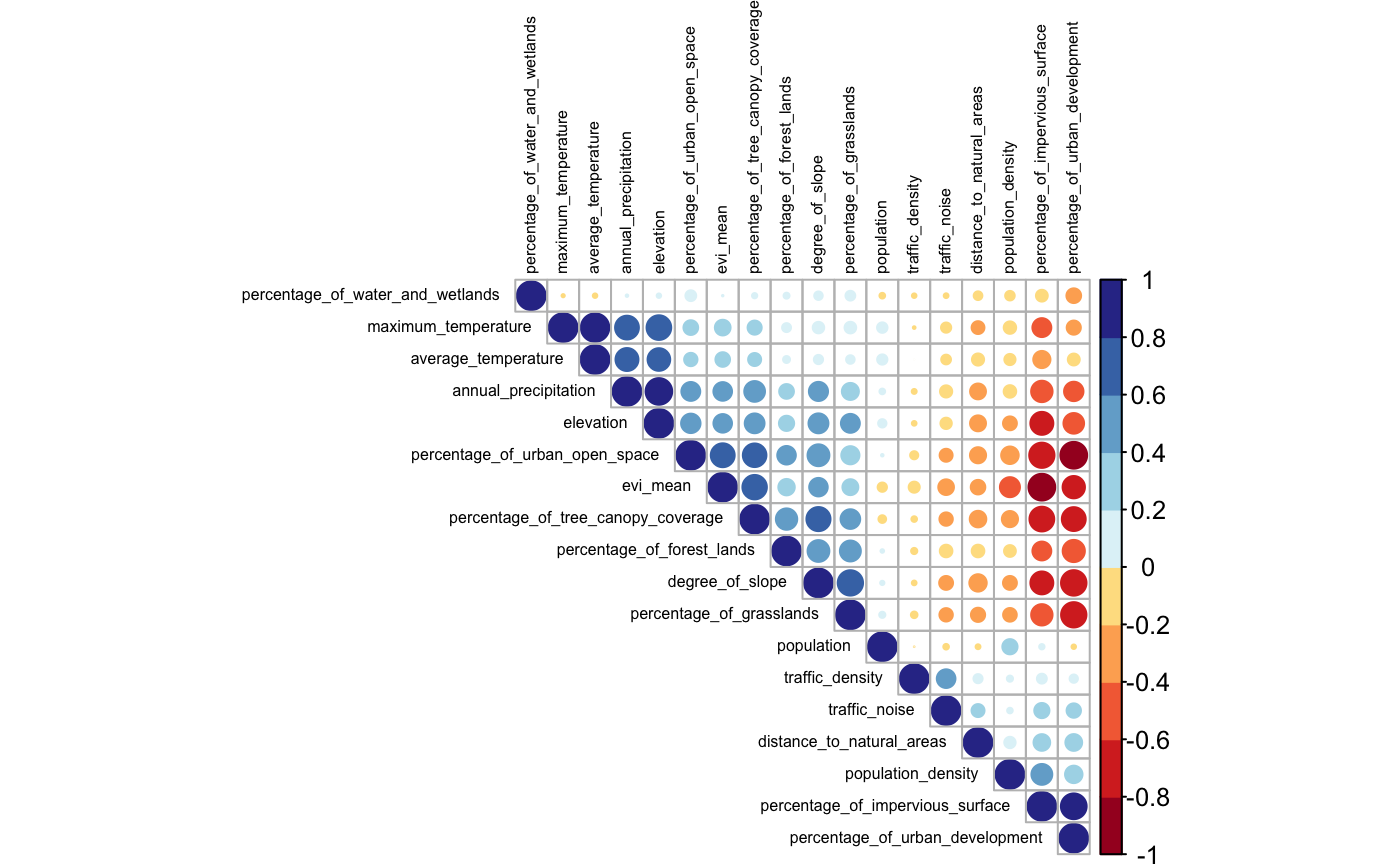 percentage_of_water_and_wetlands
maximum_temperature
average_temperature
annual_precipitation
elevation
percentage_of_urban_open_space
evi_mean
percentage_of_tree_canopy_coverage
percentage_of_forest_lands
degree_of_slope
percentage_of_grasslands
population
traffic_density
traffic_noise
distance_to_natural_areas
population_density
percentage_of_impervious_surface
percentage_of_urban_development
percentage_of_water_and_wetlands
maximum_temperature
average_temperature
annual_precipitation
elevation
percentage_of_urban_open_space
evi_mean
percentage_of_tree_canopy_coverage
percentage_of_forest_lands
degree_of_slope
percentage_of_grasslands
population
traffic_density
traffic_noise
distance_to_natural_areas
population_density
percentage_of_impervious_surface
percentage_of_urban_development
1
0.8
0.6
0.4
0.2
0
-0.2
-0.4
-0.6
-0.8
-1